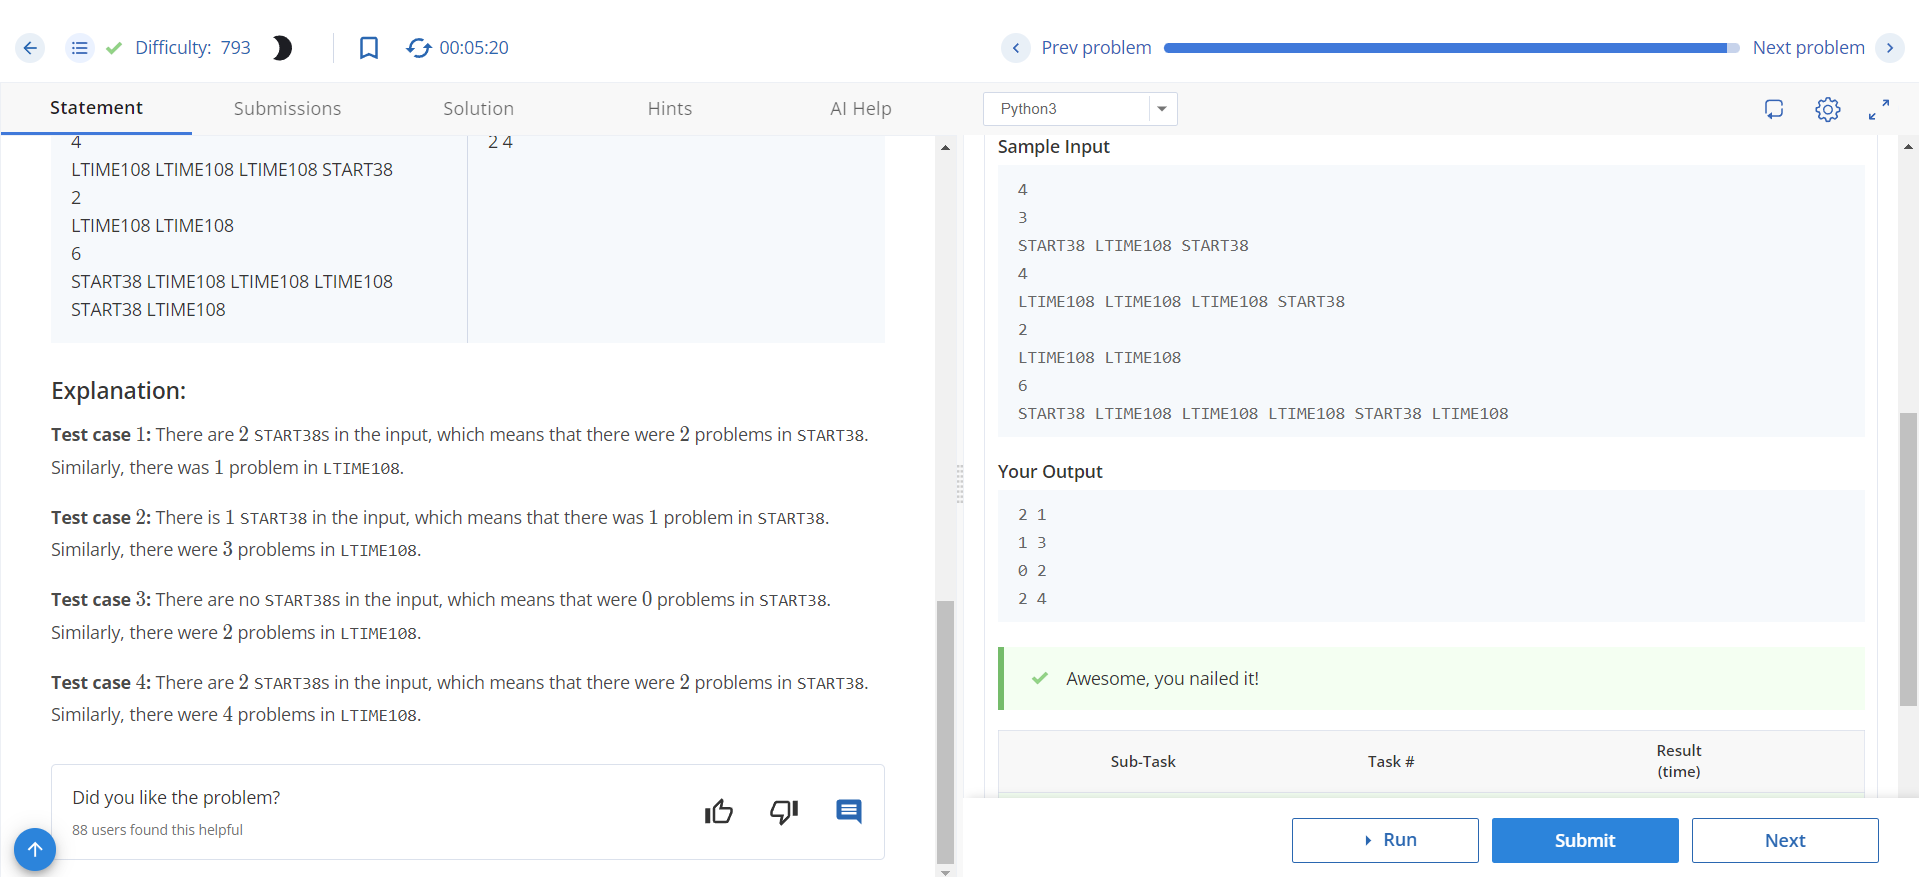 Difficulty: 793
00:05:20
Prev problem
Next problem
Statement
Submissions
Solution
Hints
AI Help
Python3
4
LTIME108 LTIME108 LTIME108 START38
2
LTIME108 LTIME108
6
START38 LTIME108 LTIME108 LTIME108
START38 LTIME108
2 4
Explanation:
Test case 1: There are 2 START38s in the input, which means that there were 2 problems in START38.
Similarly, there was 1 problem in LTIME108.
Test case 2: There is 1 START38 in the input, which means that there was 1 problem in START38.
Similarly, there were 3 problems in LTIME108.
Test case 3: There are no START38s in the input, which means that were 0 problems in START38.
Similarly, there were 2 problems in LTIME108.
Test case 4: There are 2 START38s in the input, which means that there were 2 problems in START38.
Similarly, there were 4 problems in LTIME108.
Did you like the problem?
88 users found this helpful
Sample Input
4
3
START38 LTIME108 START38
4
LTIME108 LTIME108 LTIME108 START38
2
LTIME108 LTIME108
6
START38 LTIME108 LTIME108 LTIME108 START38 LTIME108
Your Output
2 1
1 3
0 2
2 4
Awesome, you nailed it!
Sub-Task
Task #
Result
(time)
Run
Submit
Next